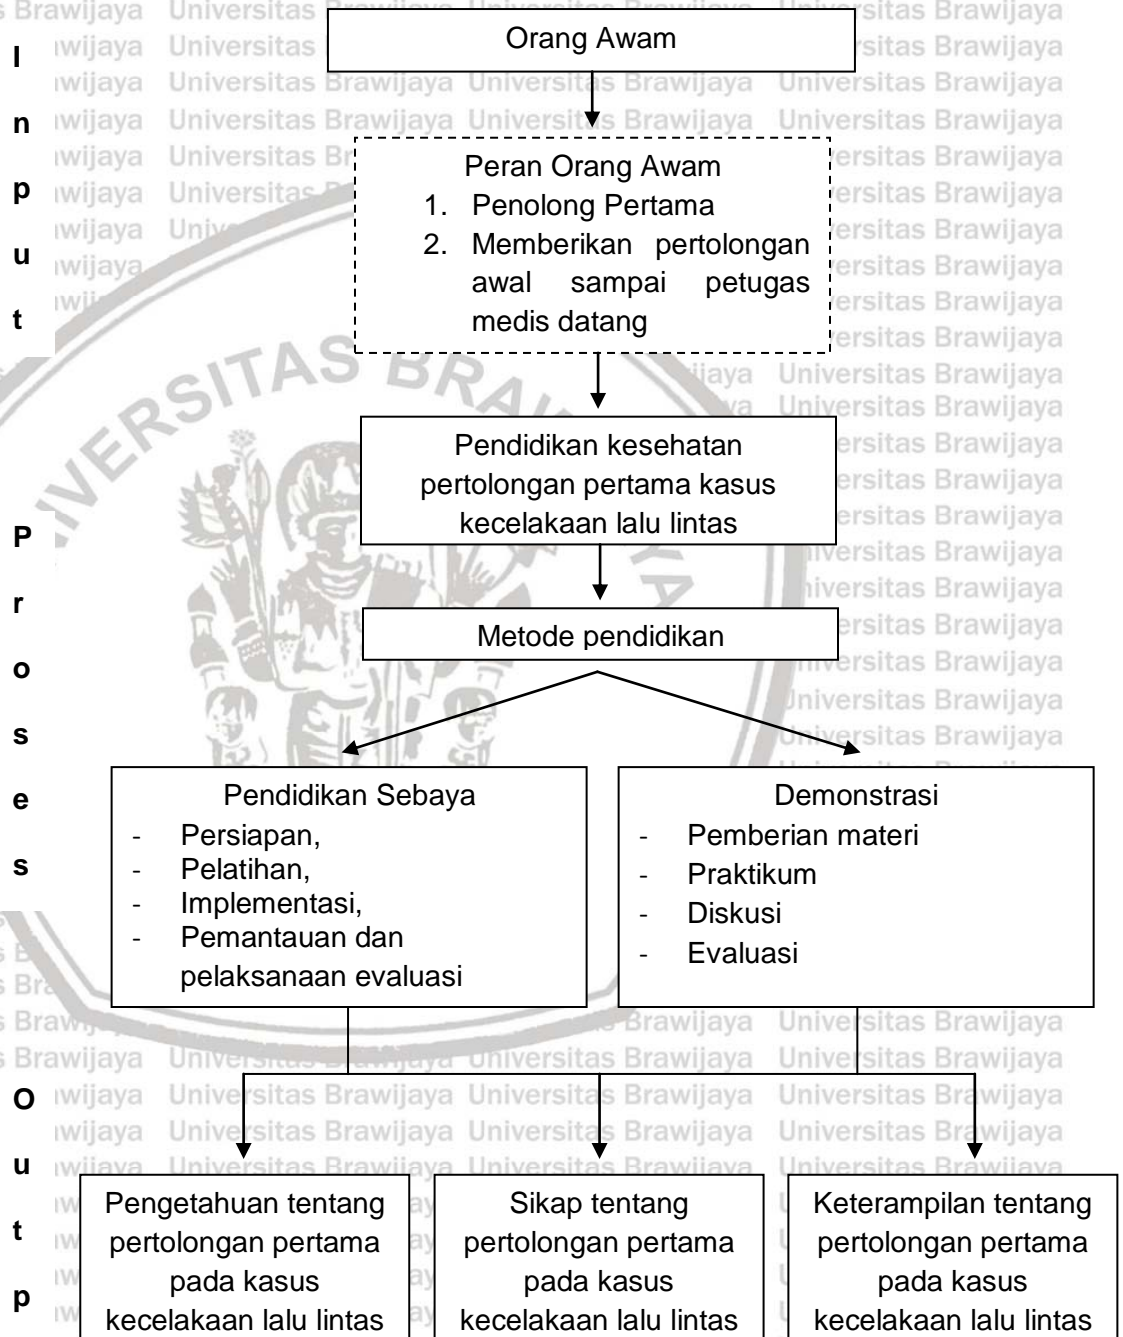 Input
Orang Awam
Peran Orang Awam
1. Penolong Pertama
2. Memberikan pertolongan
awal sampai petugas
medis datang
Proses
Pendidikan kesehatan
pertolongan pertama kasus
kecelakaan lalu lintas
Metode pendidikan
Pendidikan Sebaya
- Persiapan,
- Pelatihan,
- Implementasi,
- Pemantauan dan
pelaksanaan evaluasi
Demonstrasi
- Pemberian materi
- Praktikum
- Diskusi
- Evaluasi
Outp
Pengetahuan tentang
pertolongan pertama
pada kasus
kecelakaan lalu lintas
Sikap tentang
pertolongan pertama
pada kasus
kecelakaan lalu lintas
Keterampilan tentang
pertolongan pertama
pada kasus
kecelakaan lalu lintas